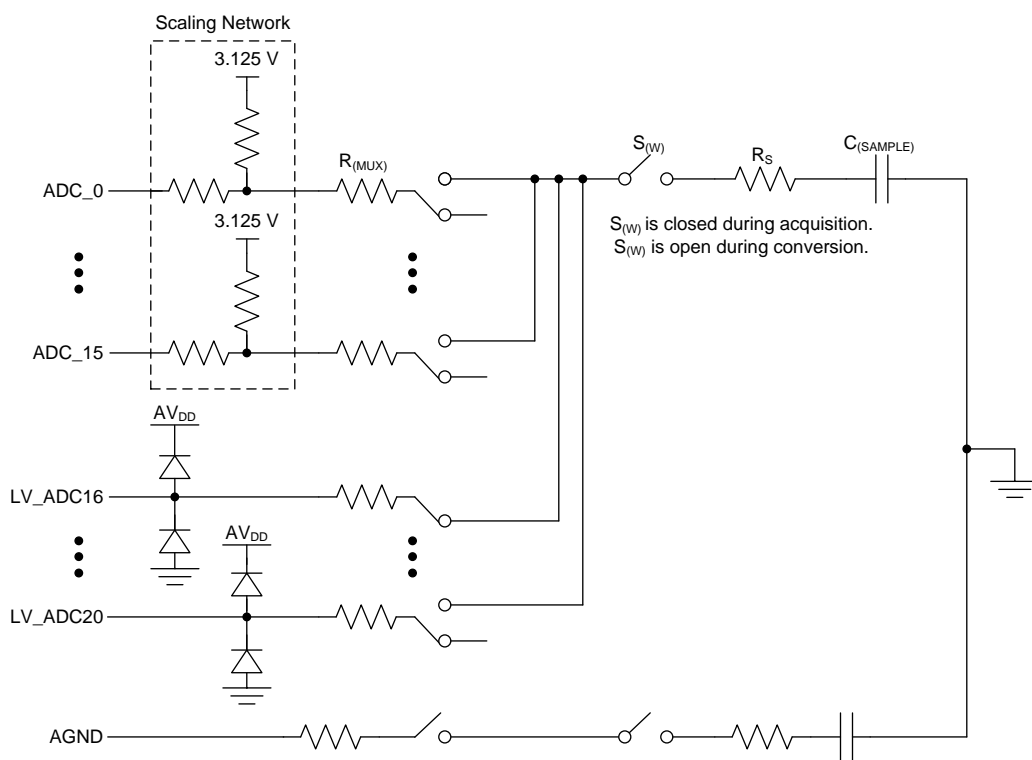 Scaling Network
3.125 V
ADC_0
R(MUX)
S(W)
RS
C(SAMPLE)
S(W) is closed during acquisition.
S(W) is open during conversion.
3.125 V
ADC_15
AVDD
LV_ADC16
AVDD
LV_ADC20
AGND